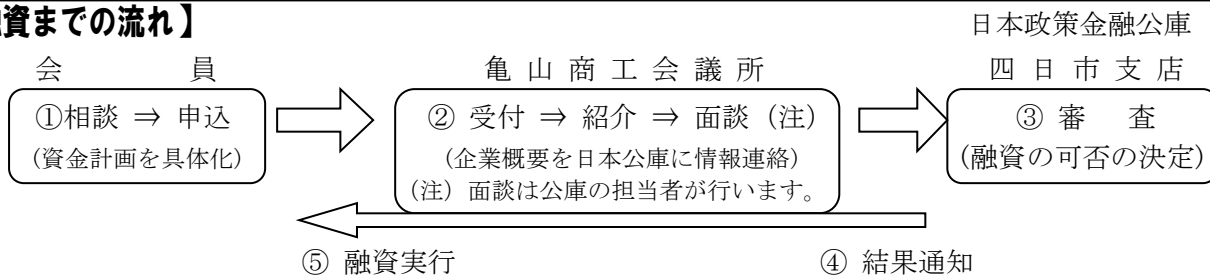 資までの流れ】
日本政策金融公庫
会員
亀山商工会議所
四日市支店
①相談 ⇒ 申込
(資金計画を具体化)
② 受付 ⇒ 紹介 ⇒ 面談（注）
(企業概要を日本公庫に情報連絡)
(注）面談は公庫の担当者が行います。
③ 審査
(融資の可否の決定)
⑤ 融資実行
④ 結果通知